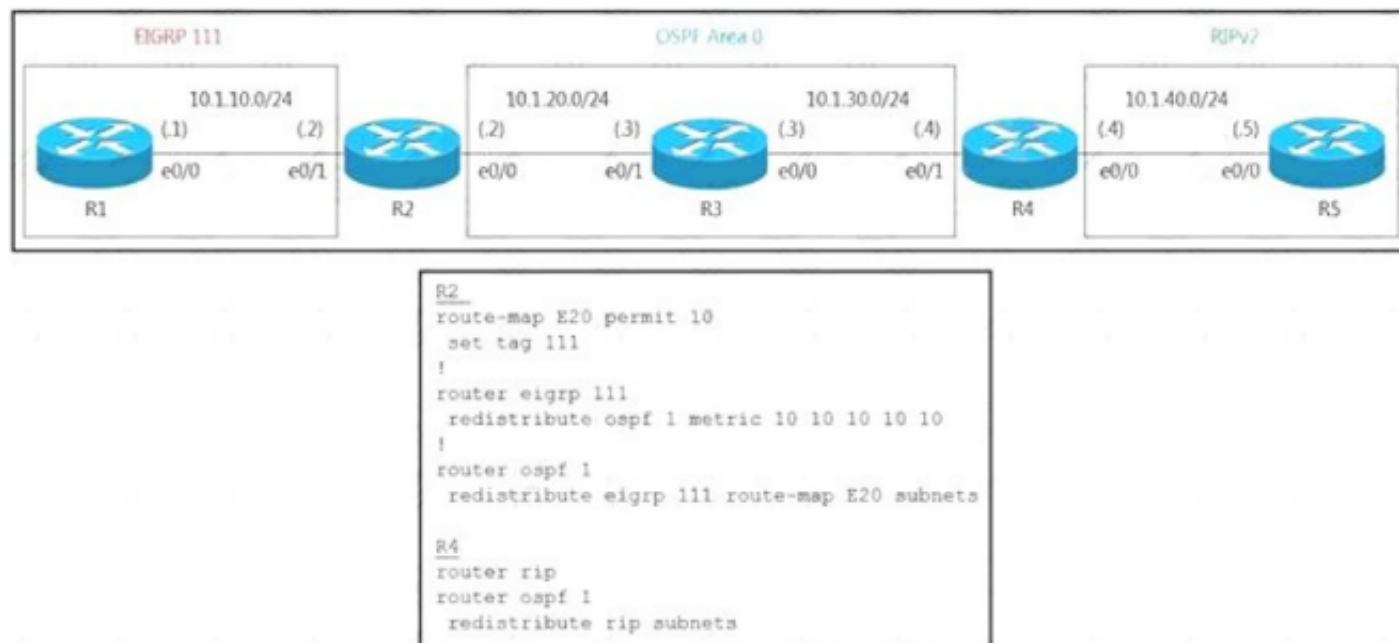 EIGRP 111
OSPF Area 0
RIPv2
10.1.10.0/24
10.1.20.0/24
10.1.30.0/24
10.1.40.0/24
(.1)
(.2)
(.2)
(.3)
(.3)
(.4)
(.4)
(.5)
e0/0
e0/1
e0/0
e0/1
e0/0
e0/1
e0/0
e0/0
R1
R2
R3
R4
R5
R2
route-map E20 permit 10
set tag 111
!
router eigrp 111
redistribute ospf 1 metric 10 10 10 10 10
!
router ospf 1
redistribute eigrp 111 route-map E20 subnets
R4
router rip
router ospf 1
redistribute rip subnets